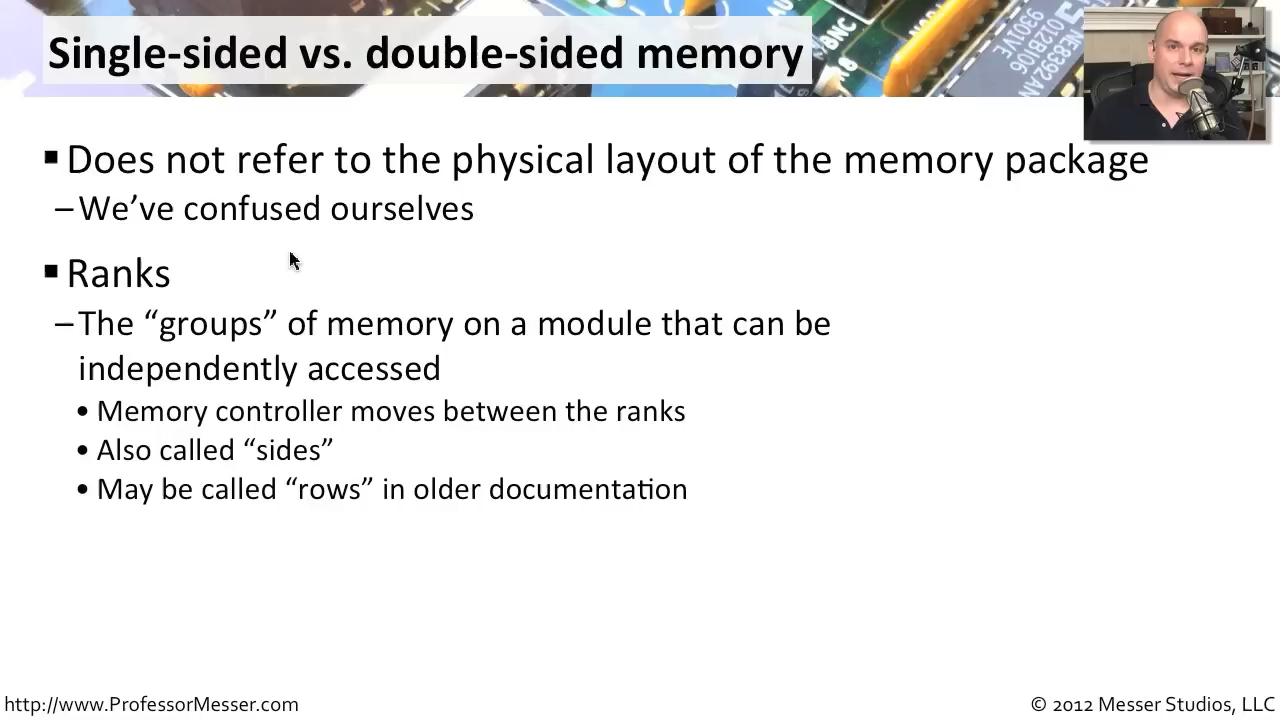 Single-sided vs. double-sided memory
▪ Does not refer to the physical layout of the memory package
– We’ve confused ourselves
▪ Ranks
– The “groups” of memory on a module that can be
independently accessed
• Memory controller moves between the ranks
• Also called “sides”
• May be called “rows” in older documentation
http://www.ProfessorMesser.com
© 2012 Messer Studios, LLC